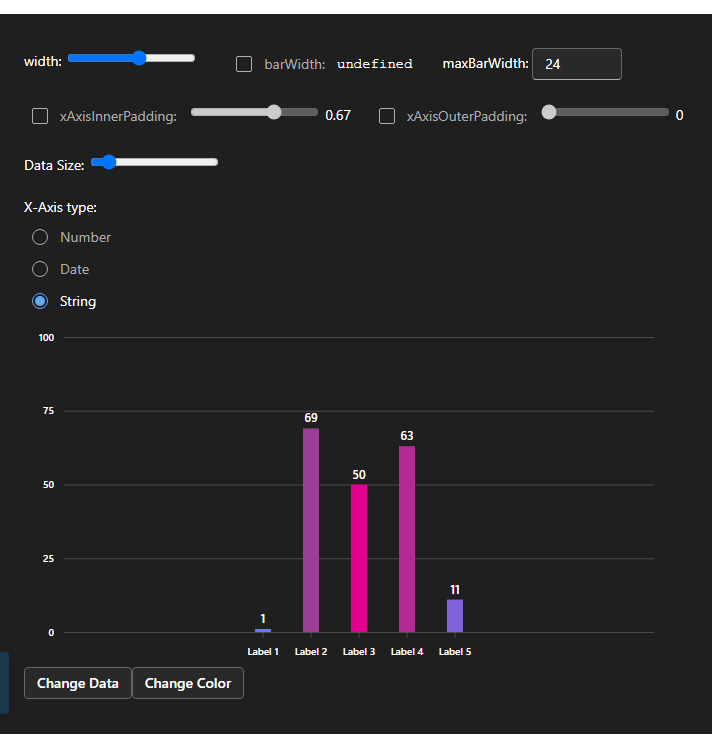 width: barWidth: undefined maxBarWidth: 24
xAxisInnerPadding: 0.67 xAxisOuterPadding: 0
Data Size:
X-Axis type:
Number
Date
String
100
75
69
63
50
50
25
11
1
0
Label 1 Label 2 Label 3 Label 4 Label 5
Change Data Change Color